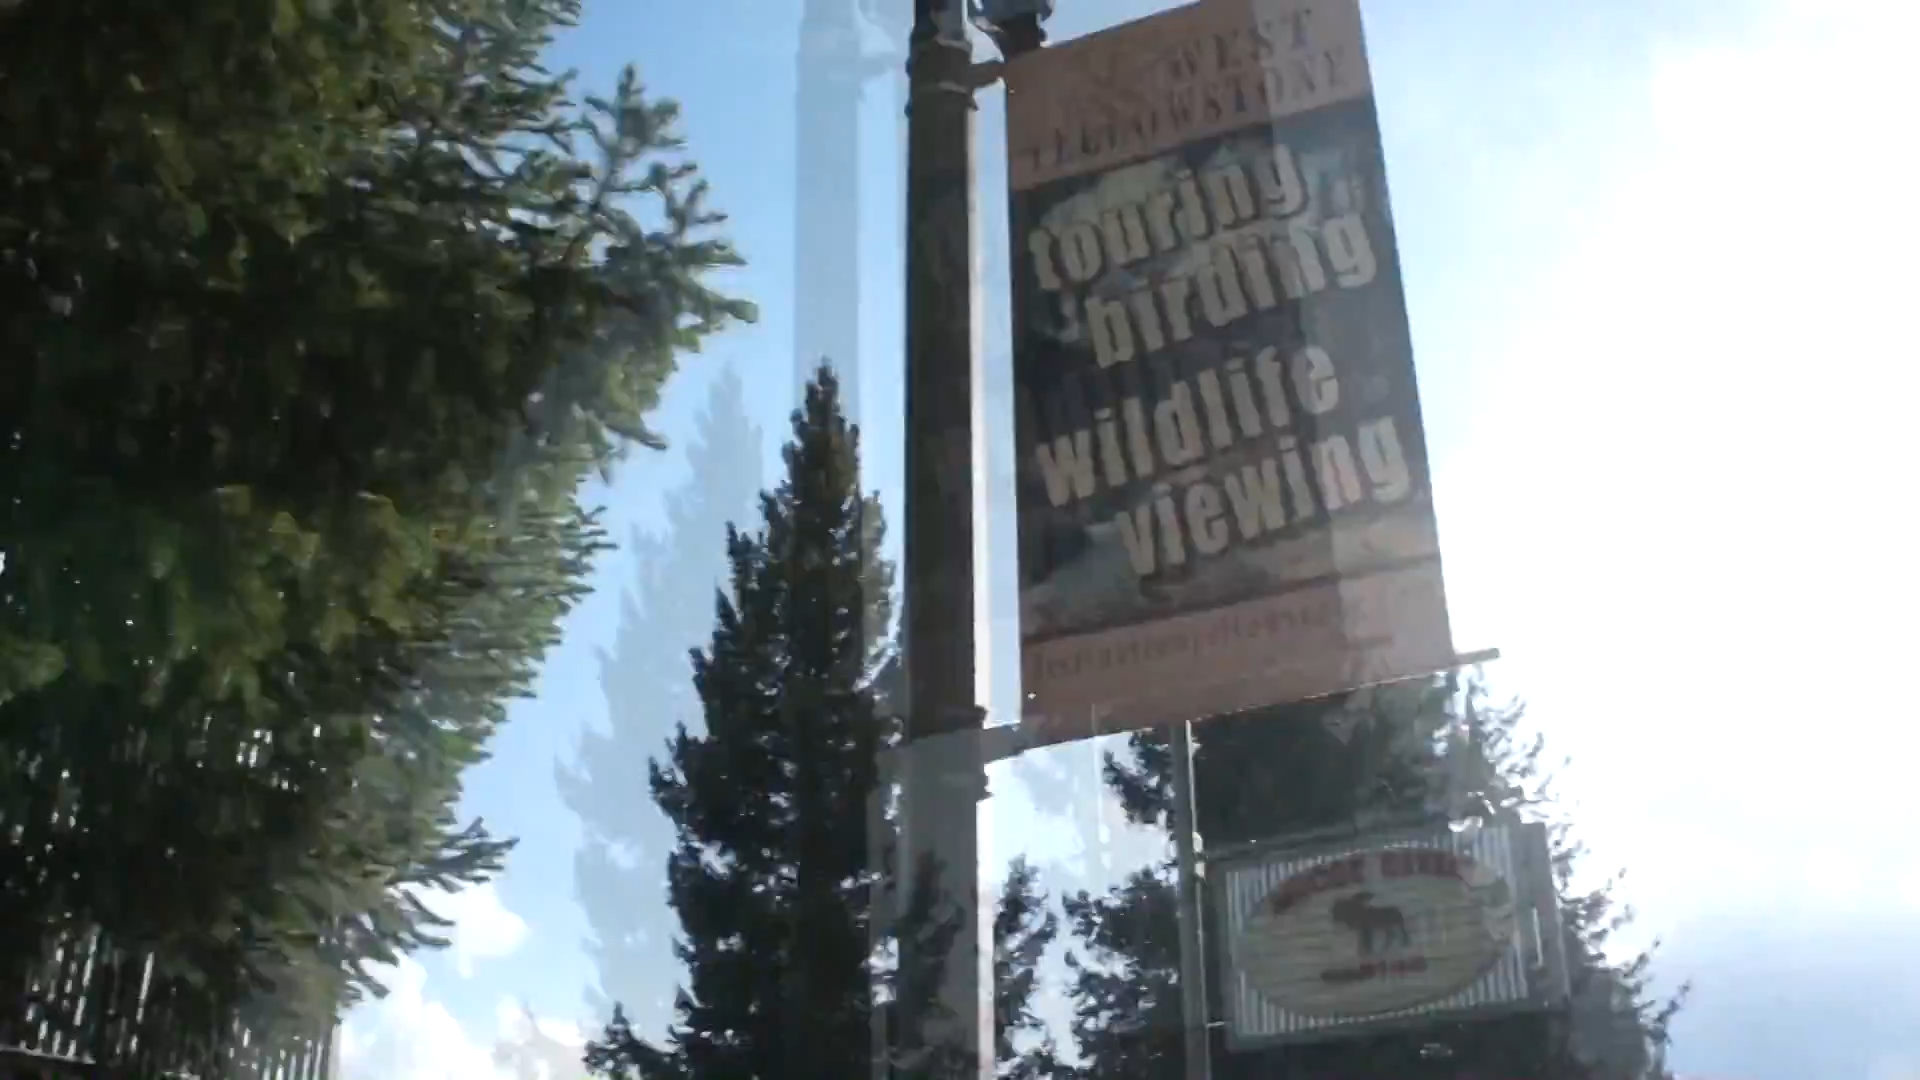 WEST
YELLOWSTONE
touring
birding
wildlife
viewing